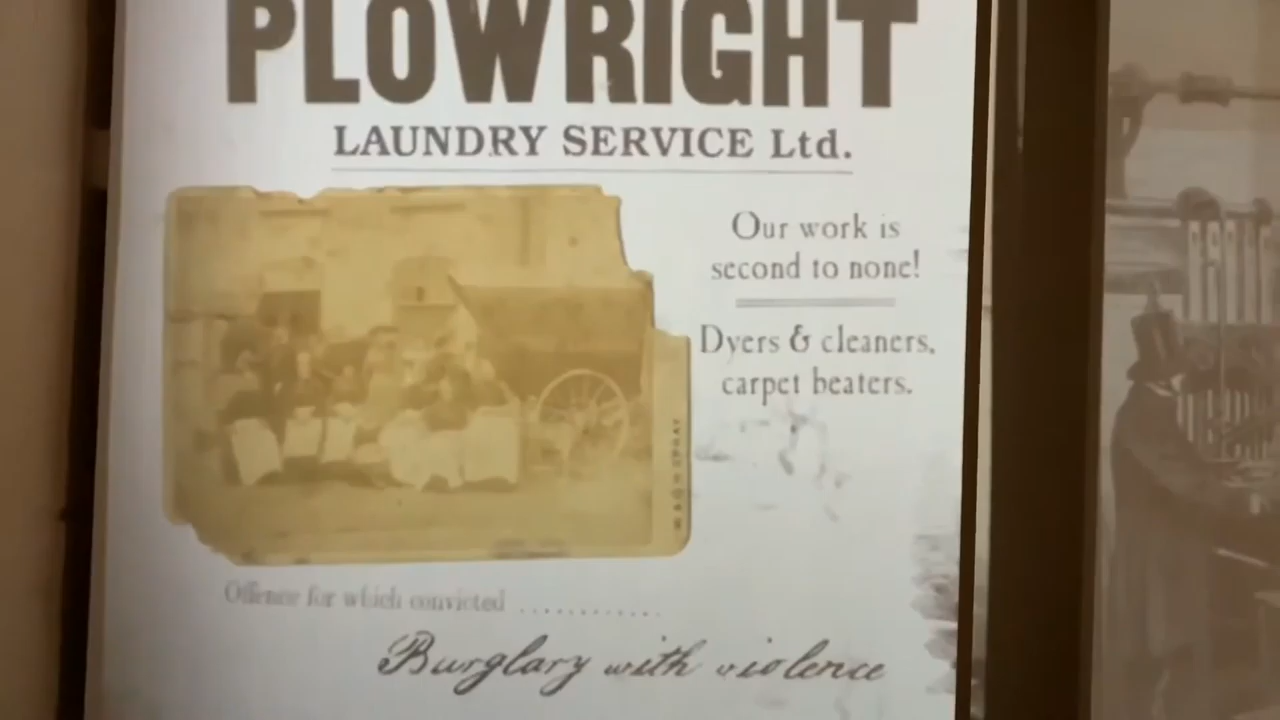 PLOWRIGHT
LAUNDRY SERVICE Ltd.
Our work is
second to none!
Dyers & cleaners,
carpet beaters.
Offence for which convicted ............
Burglary with violence